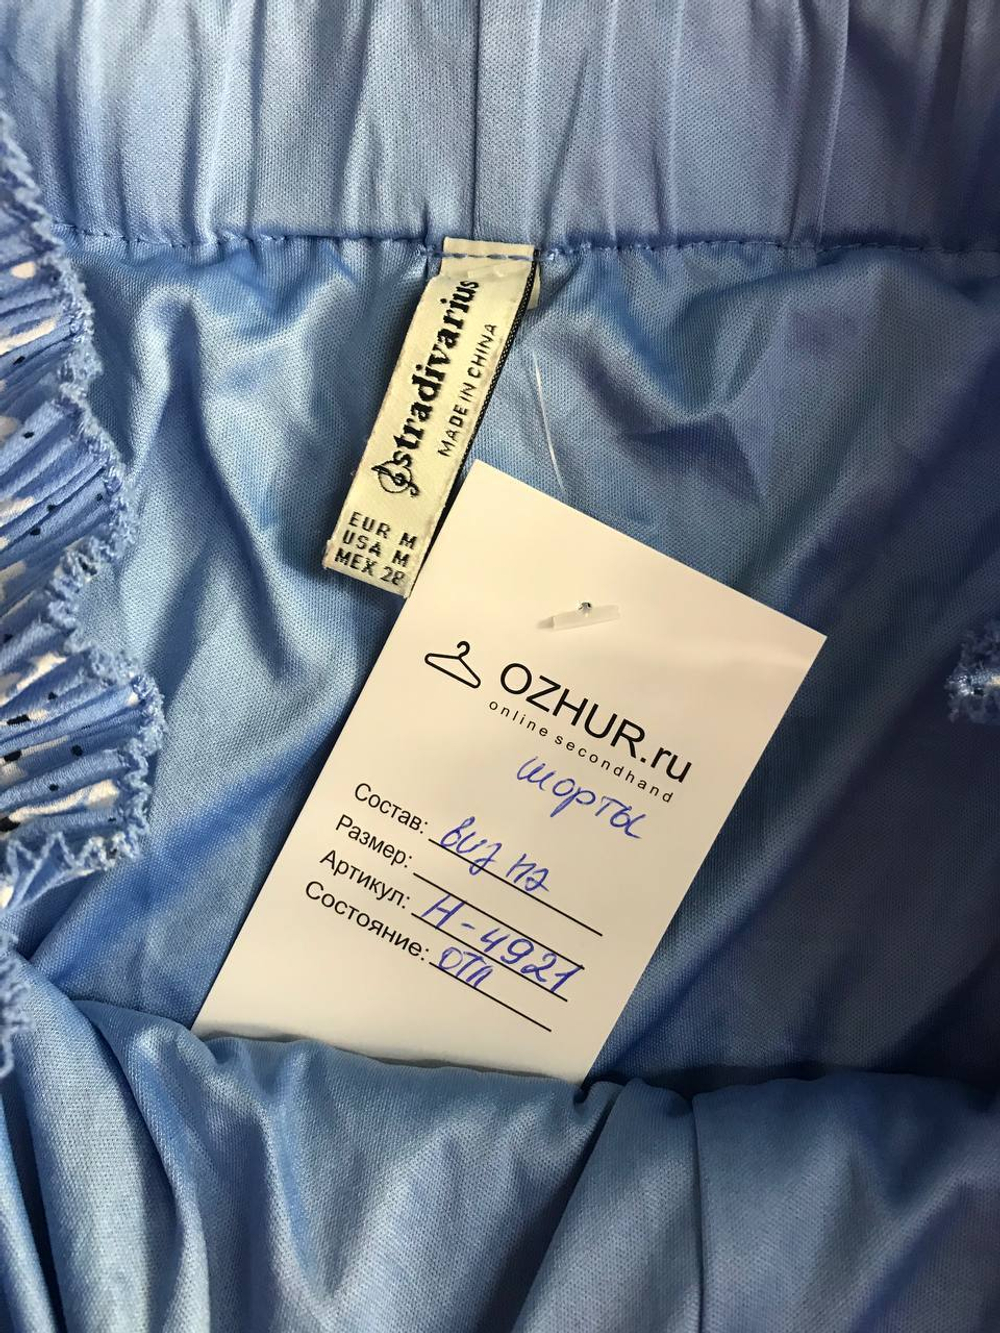 stradivarius
MADE IN CHINA
EUR M
USA M
MEX 28
OZHUR.ru
online secondhand
шорты
Состав: виз пэ
Размер:
Артикул: Н-4921
Состояние: отл